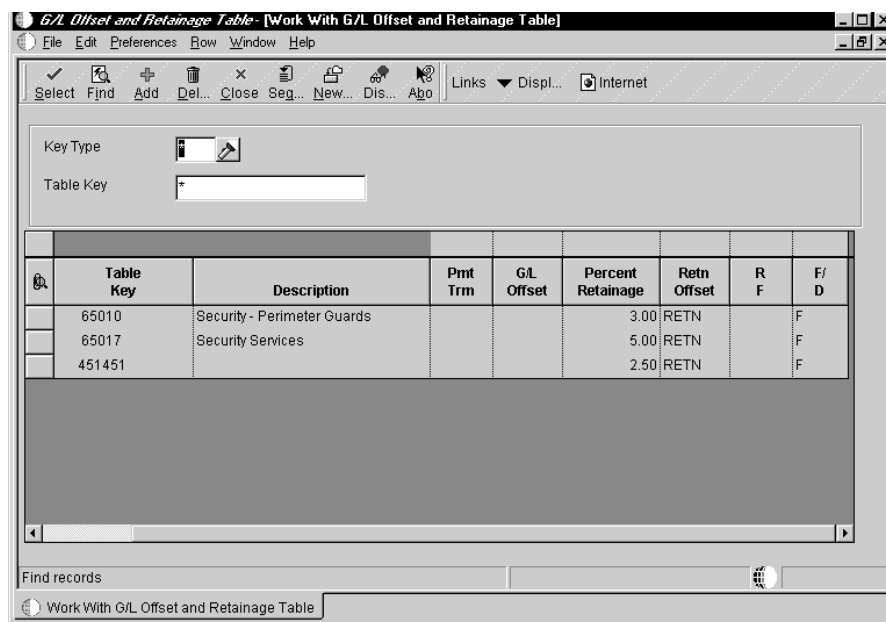 G/L Offset and Retainage Table - [Work With G/L Offset and Retainage Table]
File Edit Preferences Row Window Help
Select Find Add Del... Close Seq... New... Dis... Abo Links Displ... Internet
Key Type *
Table Key *
Table Key Description Pmt Trm G/L Offset Percent Retainage Retn Offset R F F/ D
65010 Security - Perimeter Guards 3.00 RETN F
65017 Security Services 5.00 RETN F
451451 2.50 RETN F
Find records
Work With G/L Offset and Retainage Table